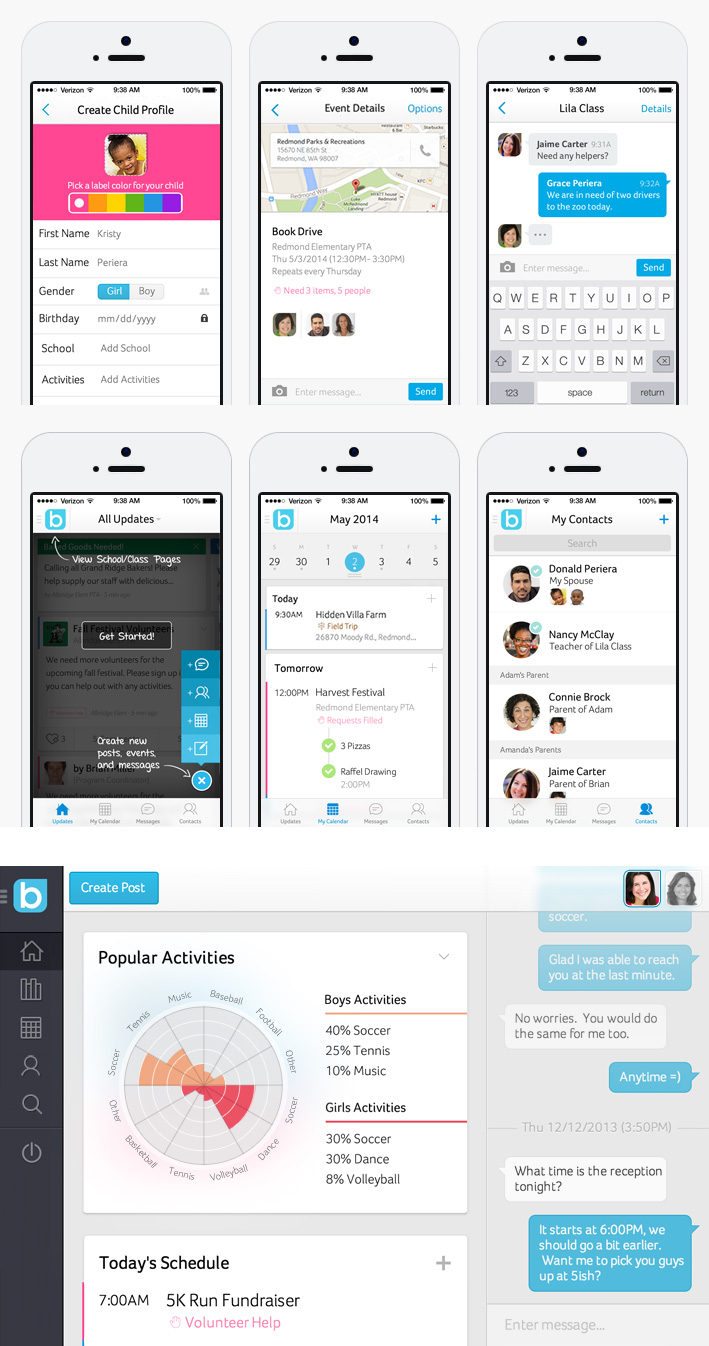 Verizon 9:38 AM 100%
Create Child Profile
Pick a label color for your child
First Name Kristy
Last Name Periera
Gender Girl Boy
Birthday mm/dd/yyyy
School Add School
Activities Add Activities
Verizon 9:38 AM 100%
Event Details Options
Redmond Parks & Recreations
15670 NE 85th St
Redmond, WA 98007
Redmond Way
KFC
Book Drive
Redmond Elementary PTA
Thu 5/3/2014 (12:30PM - 3:30PM)
Repeats every Thursday
Need 3 items, 5 people
Enter message... Send
Verizon 9:38 AM 100%
Lila Class Details
Jaime Carter 9:31A
Need any helpers?
Grace Periera 9:32A
We are in need of two drivers
to the zoo today.
Enter message... Send
Q W E R T Y U I O P
A S D F G H J K L
Z X C V B N M
123 space return
Verizon 9:38 AM 100%
b All Updates
Baked Goods Needed!
View School/Class Pages
Calling all Grand Ridge Bakers! Please
help supply our staff with delicious...
Fall Festival Volunteers
Get Started!
We need more volunteers for the
upcoming fall festival. Please sign up i
you can help out with any activities.
3
Create new
posts, events,
and messages
by Brian Miller
(Program Coordinator)
We need more volunteers for the
Updates My Calendar Messages Contacts
Verizon 9:38 AM 100%
b May 2014 +
S M T W T F S
29 30 1 2 3 4 5
Today
9:30AM Hidden Villa Farm
Field Trip
26870 Moody Rd., Redmond...
Tomorrow
12:00PM Harvest Festival
Redmond Elementary PTA
Requests Filled
3 Pizzas
Raffel Drawing
2:00PM
Updates My Calendar Messages Contacts
Verizon 9:38 AM 100%
b My Contacts +
Search
Donald Periera
My Spouse
Nancy McClay
Teacher of Lila Class
Adam's Parent
Connie Brock
Parent of Adam
Amanda's Parents
Jaime Carter
Parent of Brian
Updates My Calendar Messages Contacts
b Create Post
Popular Activities
Soccer
Tennis
Music
Baseball
Football
Other
Soccer
Dance
Volleyball
Tennis
Basketball
Other
Boys Activities
40% Soccer
25% Tennis
10% Music
Girls Activities
30% Soccer
30% Dance
8% Volleyball
Today's Schedule
7:00AM 5K Run Fundraiser
Volunteer Help
soccer.
Glad I was able to reach
you at the last minute.
No worries. You would do
the same for me too.
Anytime =)
Thu 12/12/2013 (3:50PM)
What time is the reception
tonight?
It starts at 6:00PM, we
should go a bit earlier.
Want me to pick you guys
up at 5ish?
Enter message...